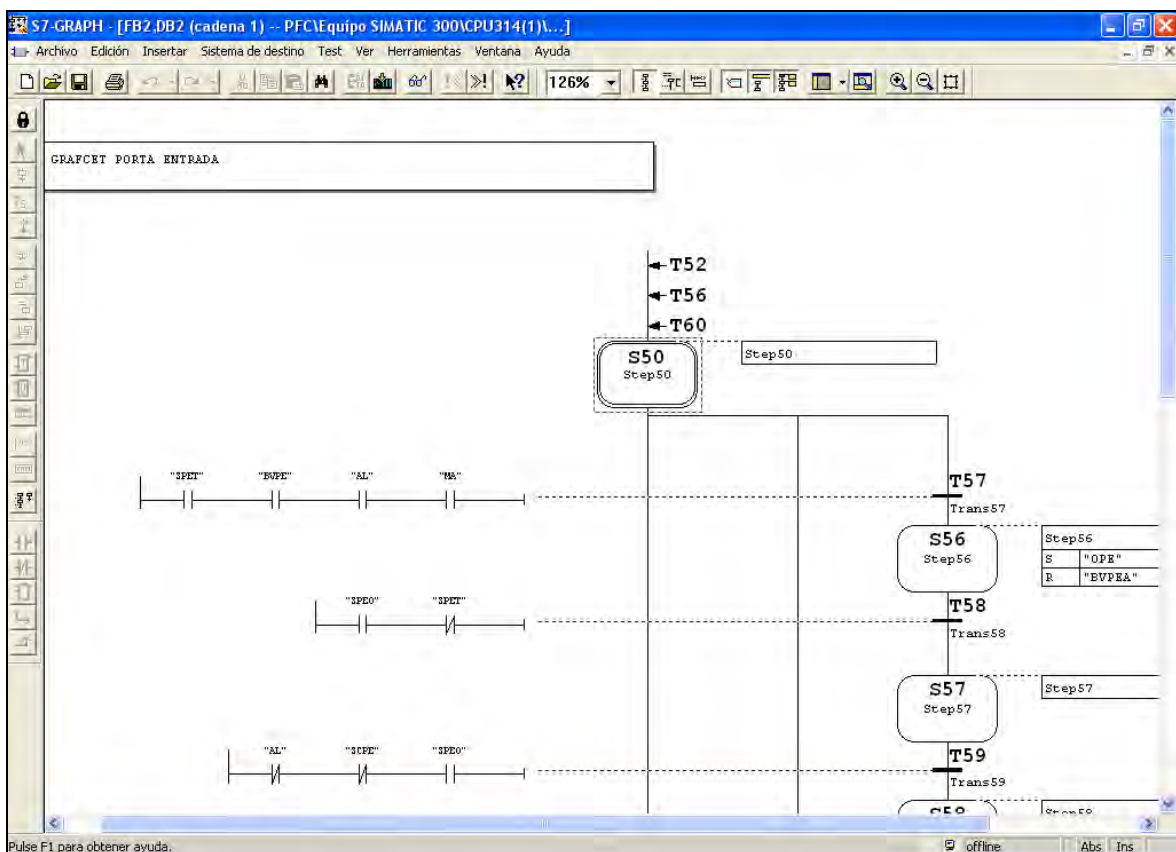 S7-GRAPH - [FB2,DB2 (cadena 1) -- PFC\Equipo SIMATIC 300\CPU314(1)\...]
Archivo Edición Insertar Sistema de destino Test Ver Herramientas Ventana Ayuda
126%
GRAFCET PORTA ENTRADA
T52
T56
T60
S50
Step50
Step50
"SPET" "BVPE" "AL" "MA"
T57
Trans57
S56
Step56
Step56
S "OPE"
R "BVPEA"
"SPEO" "SPET"
T58
Trans58
S57
Step57
Step57
"AL" "SCPE" "SPEO"
T59
Trans59
S58
Step58
Pulse F1 para obtener ayuda.
offline
Abs Ins